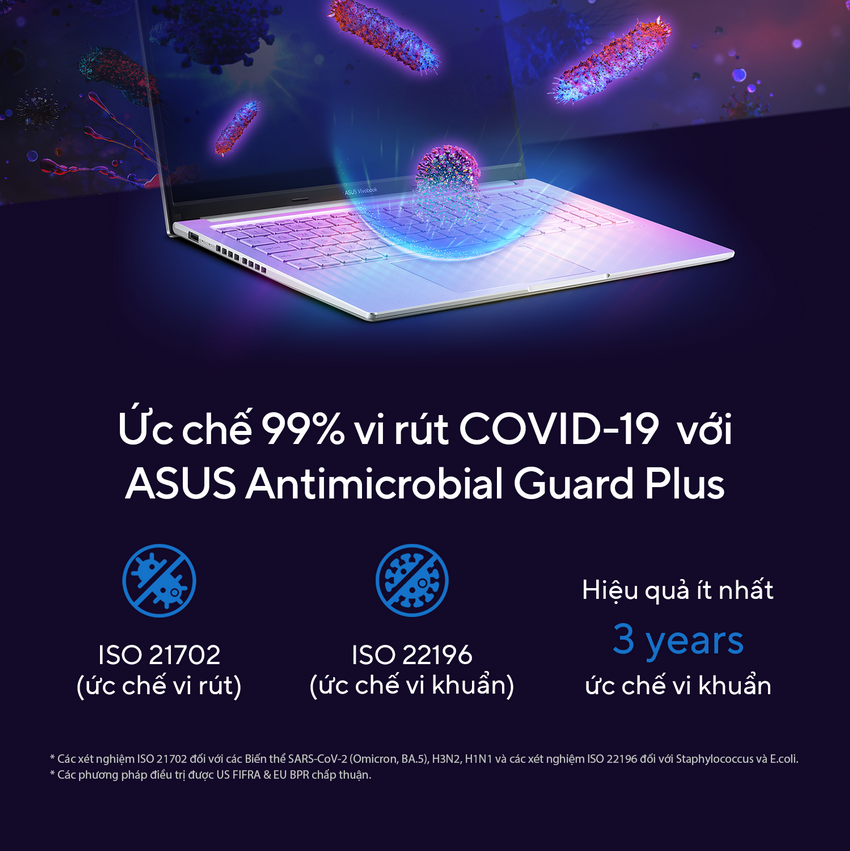 ASUS Vivobook
Ức chế 99% vi rút COVID-19 với
ASUS Antimicrobial Guard Plus
ISO 21702
(ức chế vi rút)
ISO 22196
(ức chế vi khuẩn)
Hiệu quả ít nhất
3 years
ức chế vi khuẩn
* Các xét nghiệm ISO 21702 đối với các Biến thể SARS-CoV-2 (Omicron, BA.5), H3N2, H1N1 và các xét nghiệm ISO 22196 đối với Staphylococcus và E.coli.
* Các phương pháp điều trị được US FIFRA & EU BPR chấp thuận.